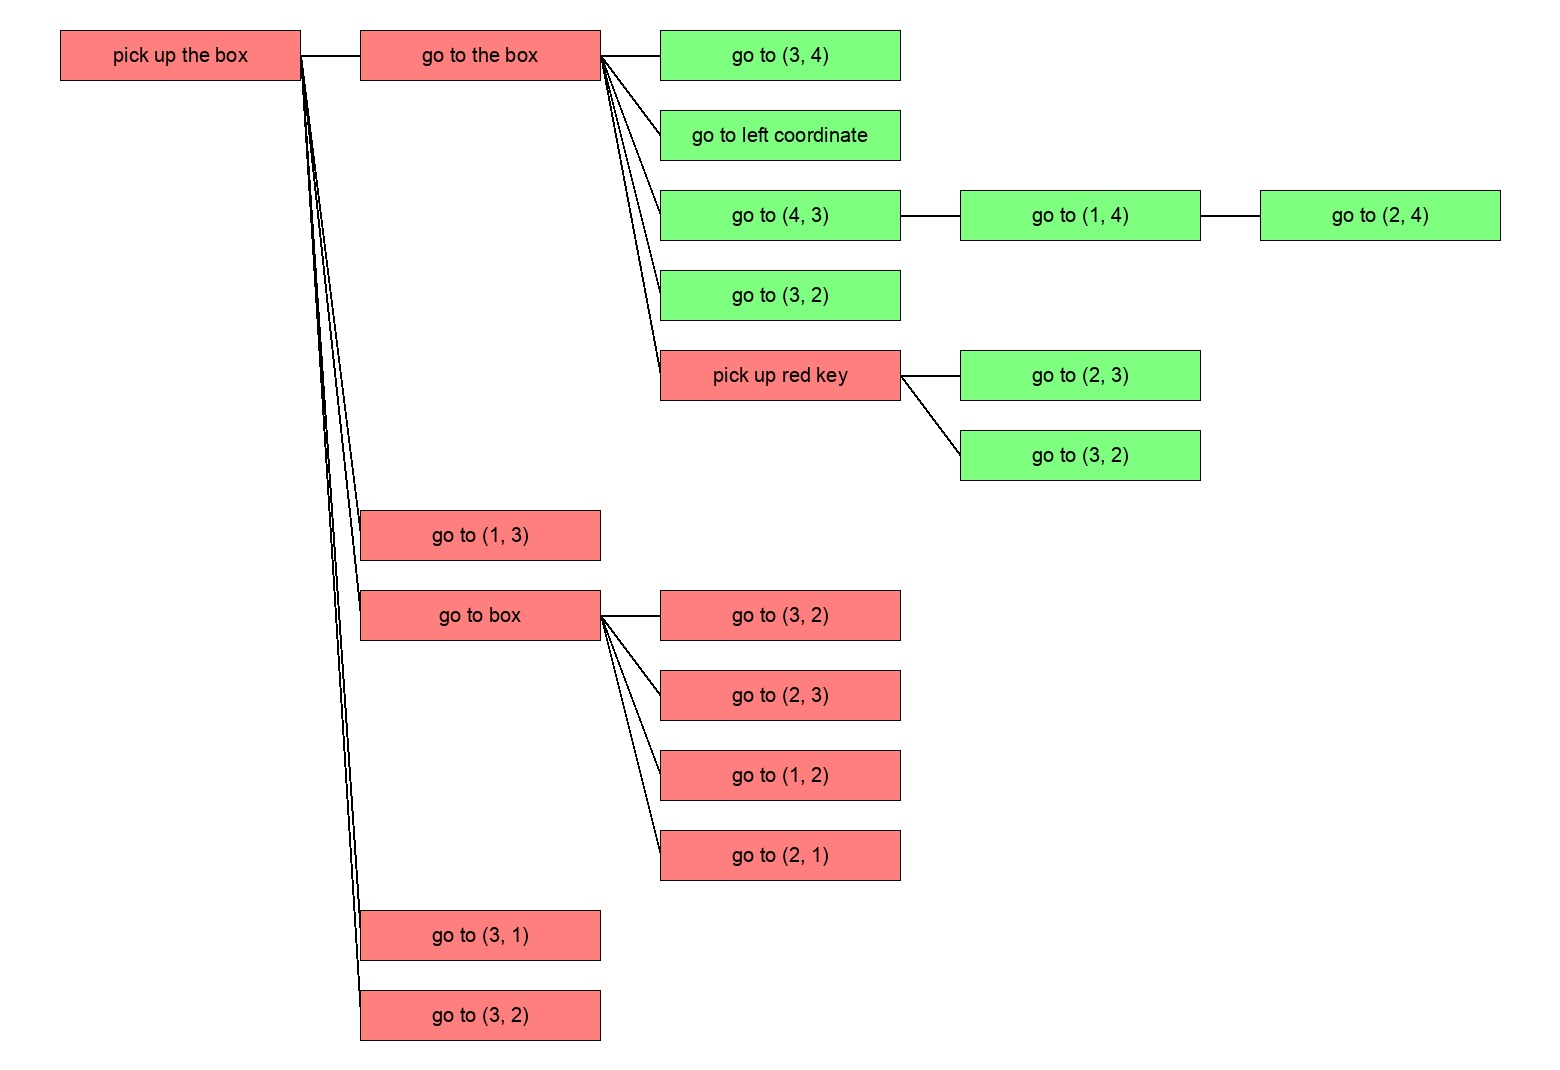 pick up the box
go to the box
go to (3, 4)
go to left coordinate
go to (4, 3)
go to (1, 4)
go to (2, 4)
go to (3, 2)
pick up red key
go to (2, 3)
go to (3, 2)
go to (1, 3)
go to box
go to (3, 2)
go to (2, 3)
go to (1, 2)
go to (2, 1)
go to (3, 1)
go to (3, 2)